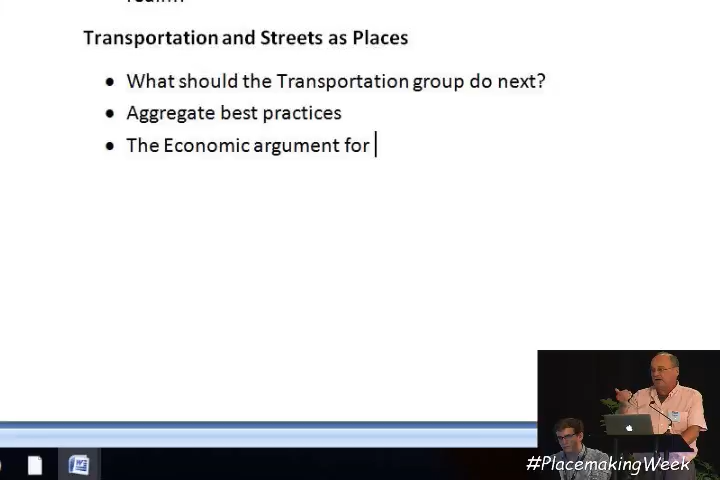 Transportation and Streets as Places
What should the Transportation group do next?
Aggregate best practices
The Economic argument for
#PlacemakingWeek